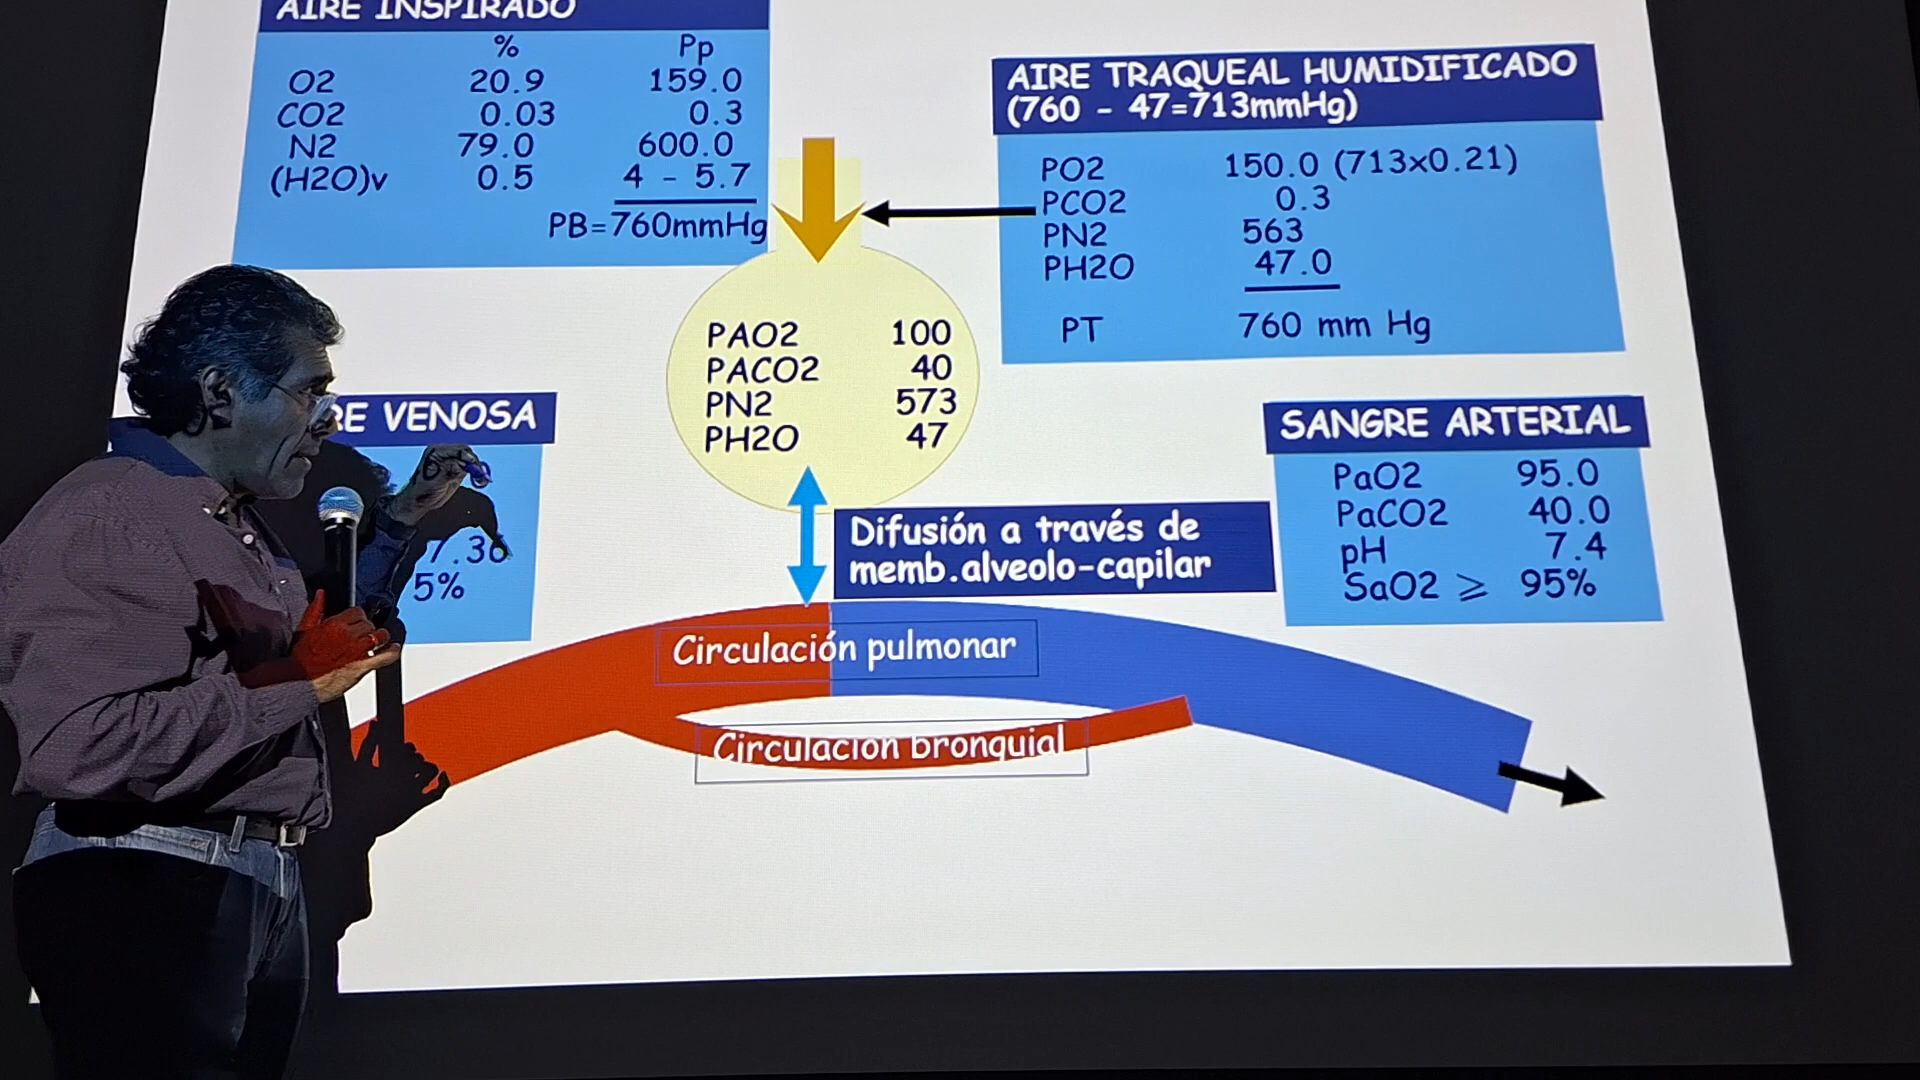 AIRE INSPIRADO
% Pp
O2 20.9 159.0
CO2 0.03 0.3
N2 79.0 600.0
(H2O)v 0.5 4 - 5.7
PB=760mmHg
AIRE TRAQUEAL HUMIDIFICADO
(760 - 47=713mmHg)
PO2 150.0 (713x0.21)
PCO2 0.3
PN2 563
PH2O 47.0
PT 760 mm Hg
PAO2 100
PACO2 40
PN2 573
PH2O 47
VENOSA
5%
Difusión a través de
memb.alveolo-capilar
SANGRE ARTERIAL
PaO2 95.0
PaCO2 40.0
pH 7.4
SaO2 ⩾ 95%
Circulación pulmonar
Circulación bronquial